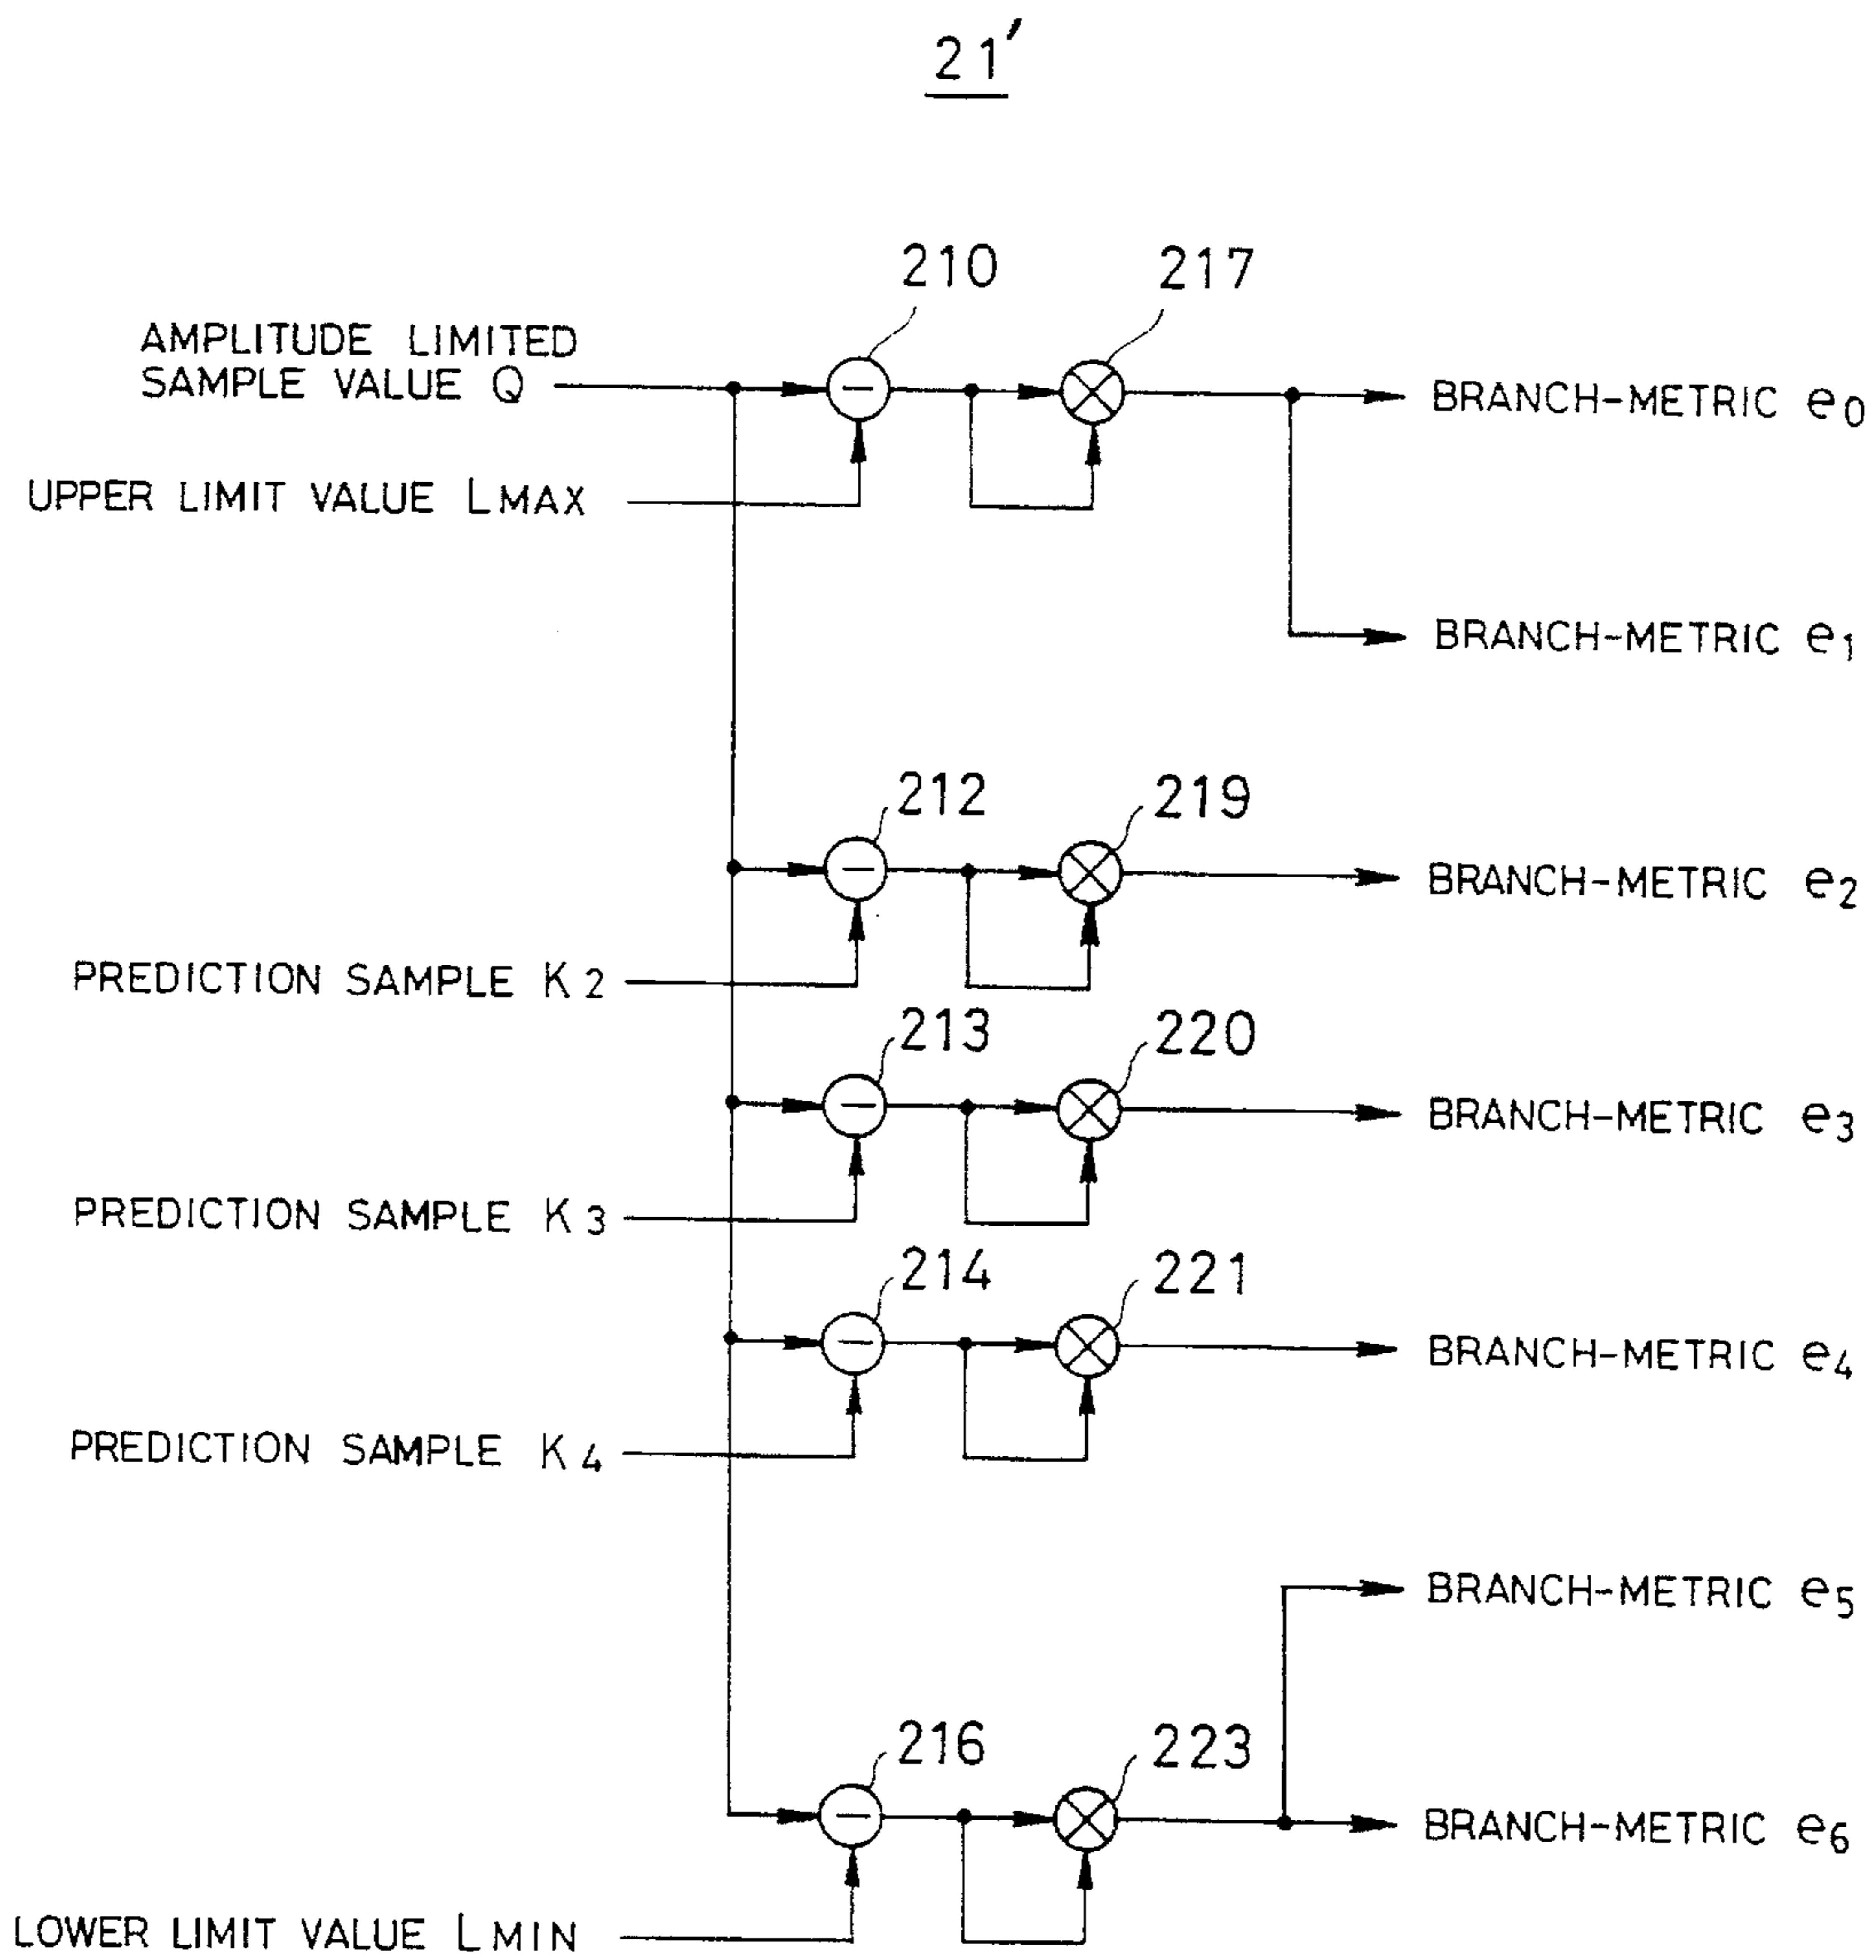 21'
210
217
AMPLITUDE LIMITED
SAMPLE VALUE Q
BRANCH-METRIC e0
UPPER LIMIT VALUE LMAX
BRANCH-METRIC e1
212
219
BRANCH-METRIC e2
PREDICTION SAMPLE K2
213
220
BRANCH-METRIC e3
PREDICTION SAMPLE K3
214
221
BRANCH-METRIC e4
PREDICTION SAMPLE K4
BRANCH-METRIC e5
216
223
BRANCH-METRIC e6
LOWER LIMIT VALUE LMIN